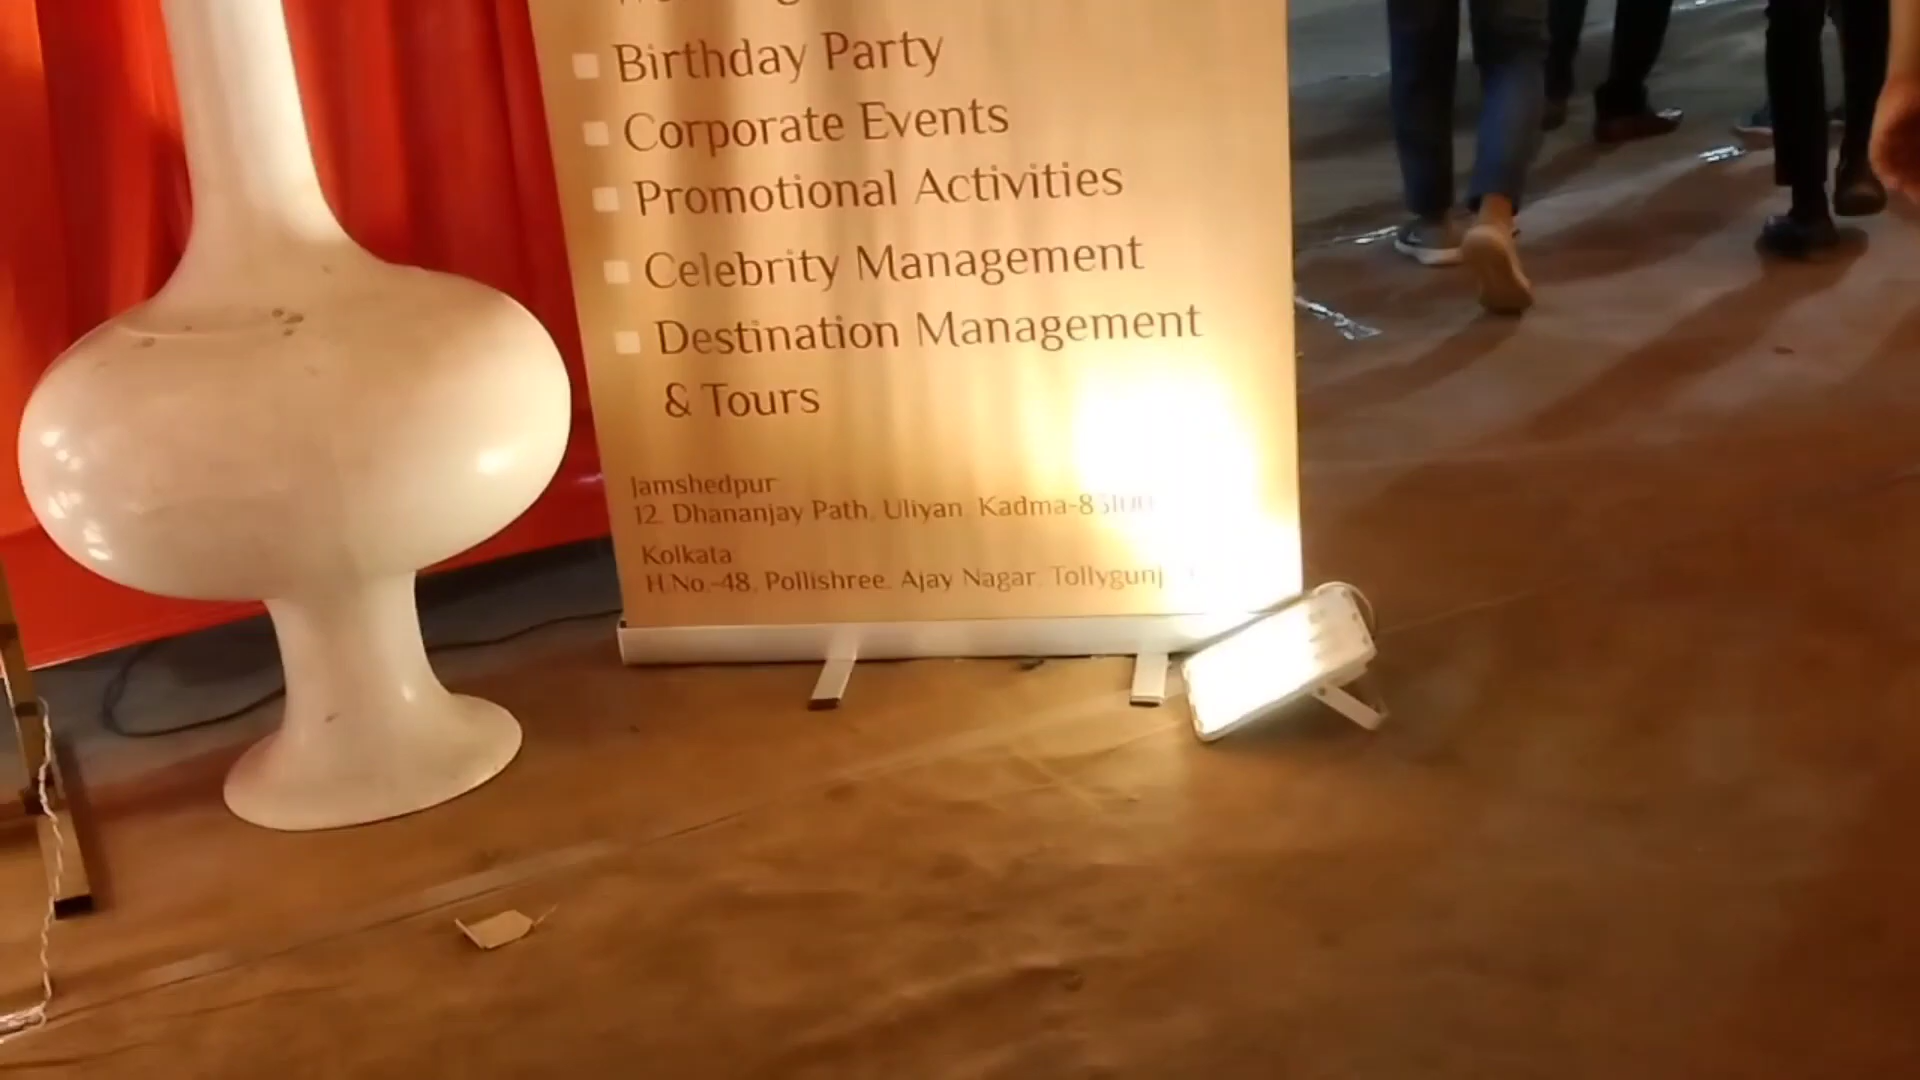 Birthday Party
Corporate Events
Promotional Activities
Celebrity Management
Destination Management
& Tours
Jamshedpur
12, Dhananjay Path, Uliyan, Kadma-8
Kolkata
H.No.-48, Pollishree, Ajay Nagar, Tollygunj